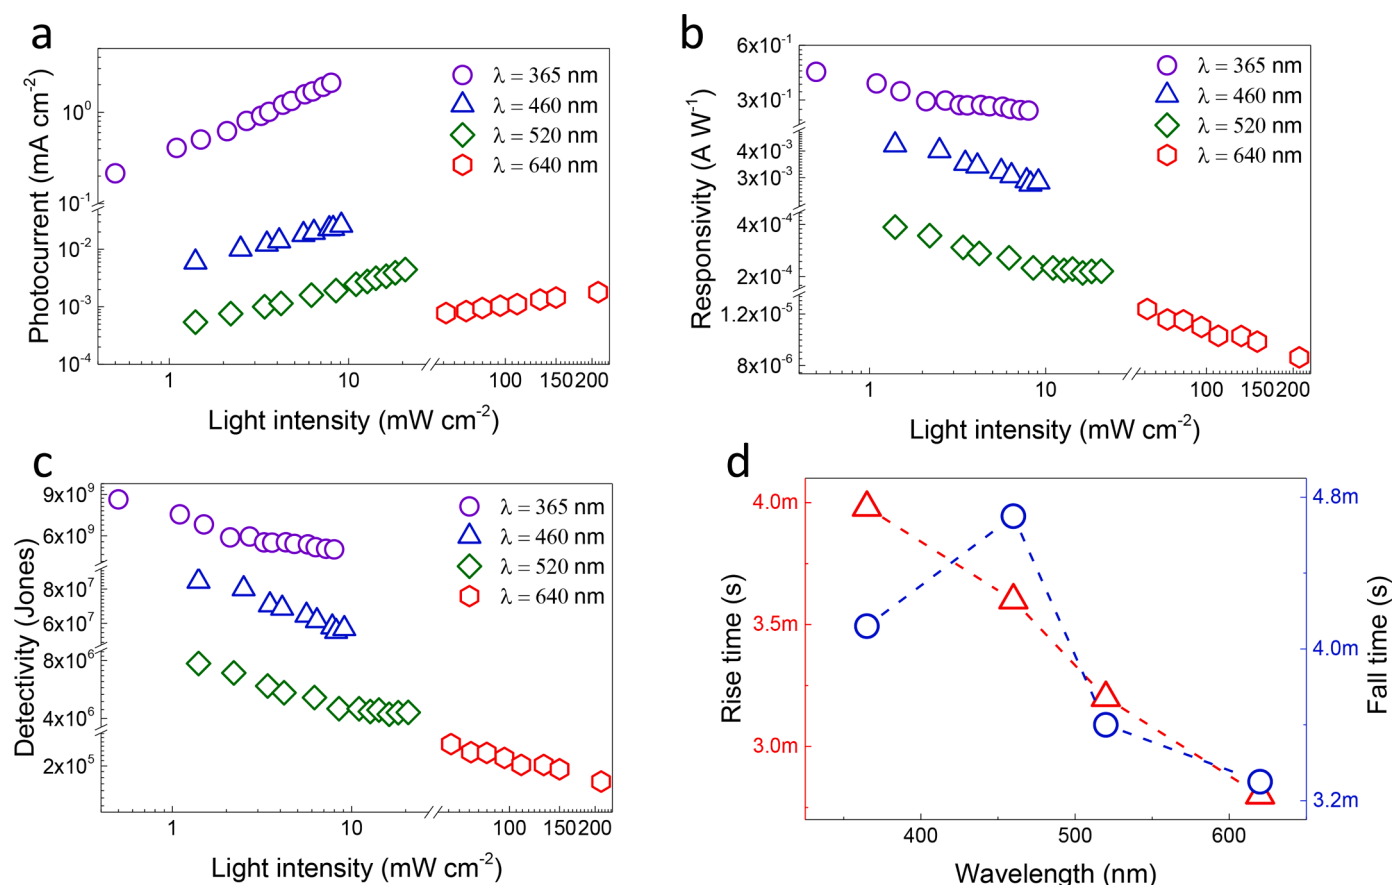 a
Photocurrent (mA cm-2)
10^0
10^-1
10^-2
10^-3
10^-4
λ = 365 nm
λ = 460 nm
λ = 520 nm
λ = 640 nm
1
10
100
150
200
Light intensity (mW cm-2)
b
Responsivity (A W-1)
6x10^-1
3x10^-1
4x10^-3
3x10^-3
4x10^-4
2x10^-4
1.2x10^-5
8x10^-6
λ = 365 nm
λ = 460 nm
λ = 520 nm
λ = 640 nm
1
10
100
150
200
Light intensity (mW cm-2)
c
Detectivity (Jones)
9x10^9
6x10^9
8x10^7
6x10^7
8x10^6
4x10^6
2x10^5
λ = 365 nm
λ = 460 nm
λ = 520 nm
λ = 640 nm
1
10
100
150
200
Light intensity (mW cm-2)
d
Rise time (s)
4.0m
3.5m
3.0m
4.8m
4.0m
3.2m
Fall time (s)
400
500
600
Wavelength (nm)